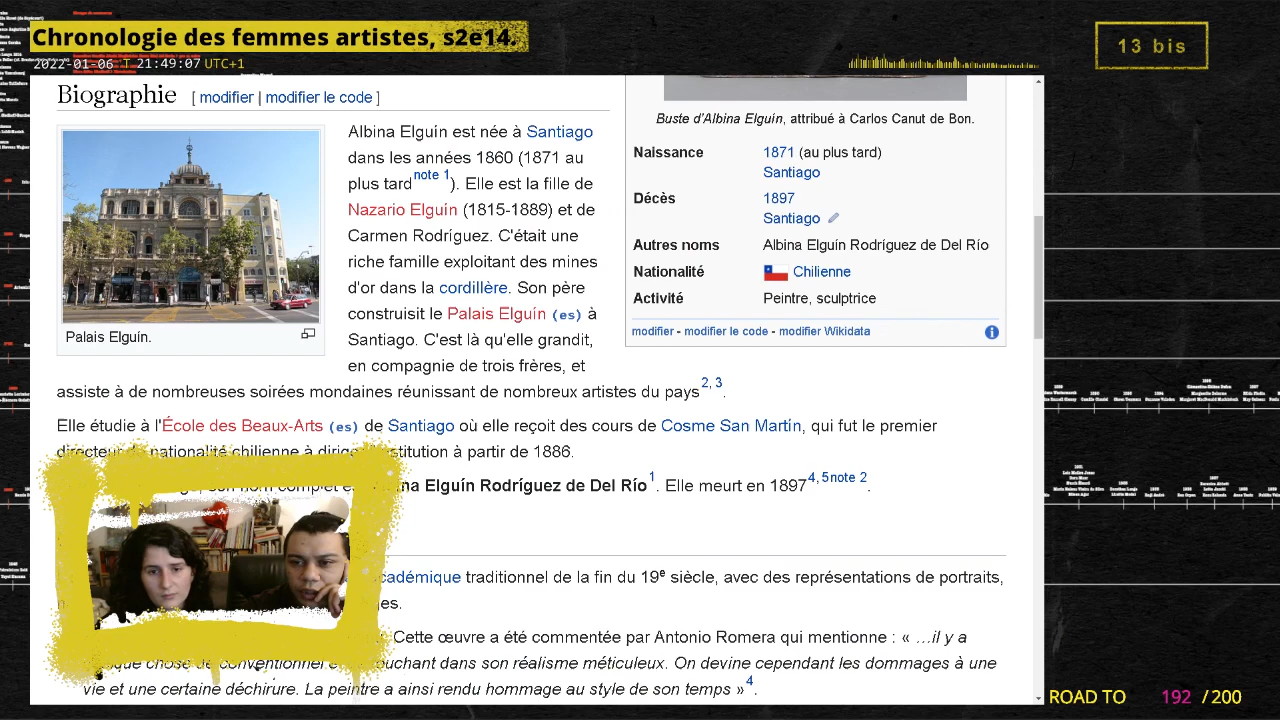 Chronologie des femmes artistes, s2e14.
2022-01-06 T 21:49:07 UTC+1
13 bis
Biographie [ modifier | modifier le code ]
Palais Elguín.
Albina Elguín est née à Santiago
dans les années 1860 (1871 au
plus tard note 1). Elle est la fille de
Nazario Elguín (1815-1889) et de
Carmen Rodríguez. C'était une
riche famille exploitant des mines
d'or dans la cordillère. Son père
construisit le Palais Elguín (es) à
Santiago. C'est là qu'elle grandit,
en compagnie de trois frères, et
assiste à de nombreuses soirées mondaines réunissant de nombreux artistes du pays 2, 3
Elle étudie à l'École des Beaux-Arts (es) de Santiago où elle reçoit des cours de Cosme San Martín, qui fut le premier
directeur de nationalité chilienne à diriger l'institution à partir de 1886.
son nom complet Elguín Rodríguez de Del Río 1. Elle meurt en 1897 4, 5 note 2.
Buste d'Albina Elguín, attribué à Carlos Canut de Bon.
Naissance 1871 (au plus tard)
Santiago
Décès 1897
Santiago
Autres noms Albina Elguín Rodríguez de Del Río
Nationalité Chilienne
Activité Peintre, sculptrice
modifier - modifier le code - modifier Wikidata
académique traditionnel de la fin du 19e siècle, avec des représentations de portraits,
Cette œuvre a été commentée par Antonio Romera qui mentionne : « …il y a
chose de conventionnel touchant dans son réalisme méticuleux. On devine cependant les dommages à une
vie et une certaine déchirure. La peintre a ainsi rendu hommage au style de son temps » 4.
ROAD TO 192 / 200